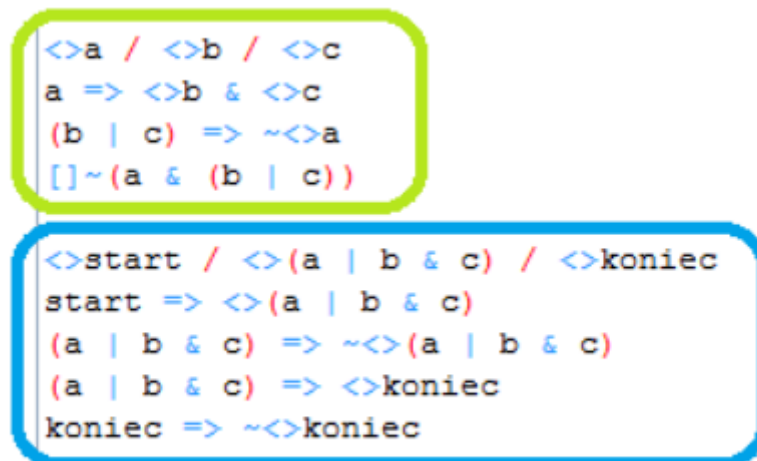 <>a / <>b / <>c
a => <>b & <>c
(b | c) => ~<>a
[]~(a & (b | c))
<>start / <>(a | b & c) / <>koniec
start => <>(a | b & c)
(a | b & c) => ~<>(a | b & c)
(a | b & c) => <>koniec
koniec => ~<>koniec